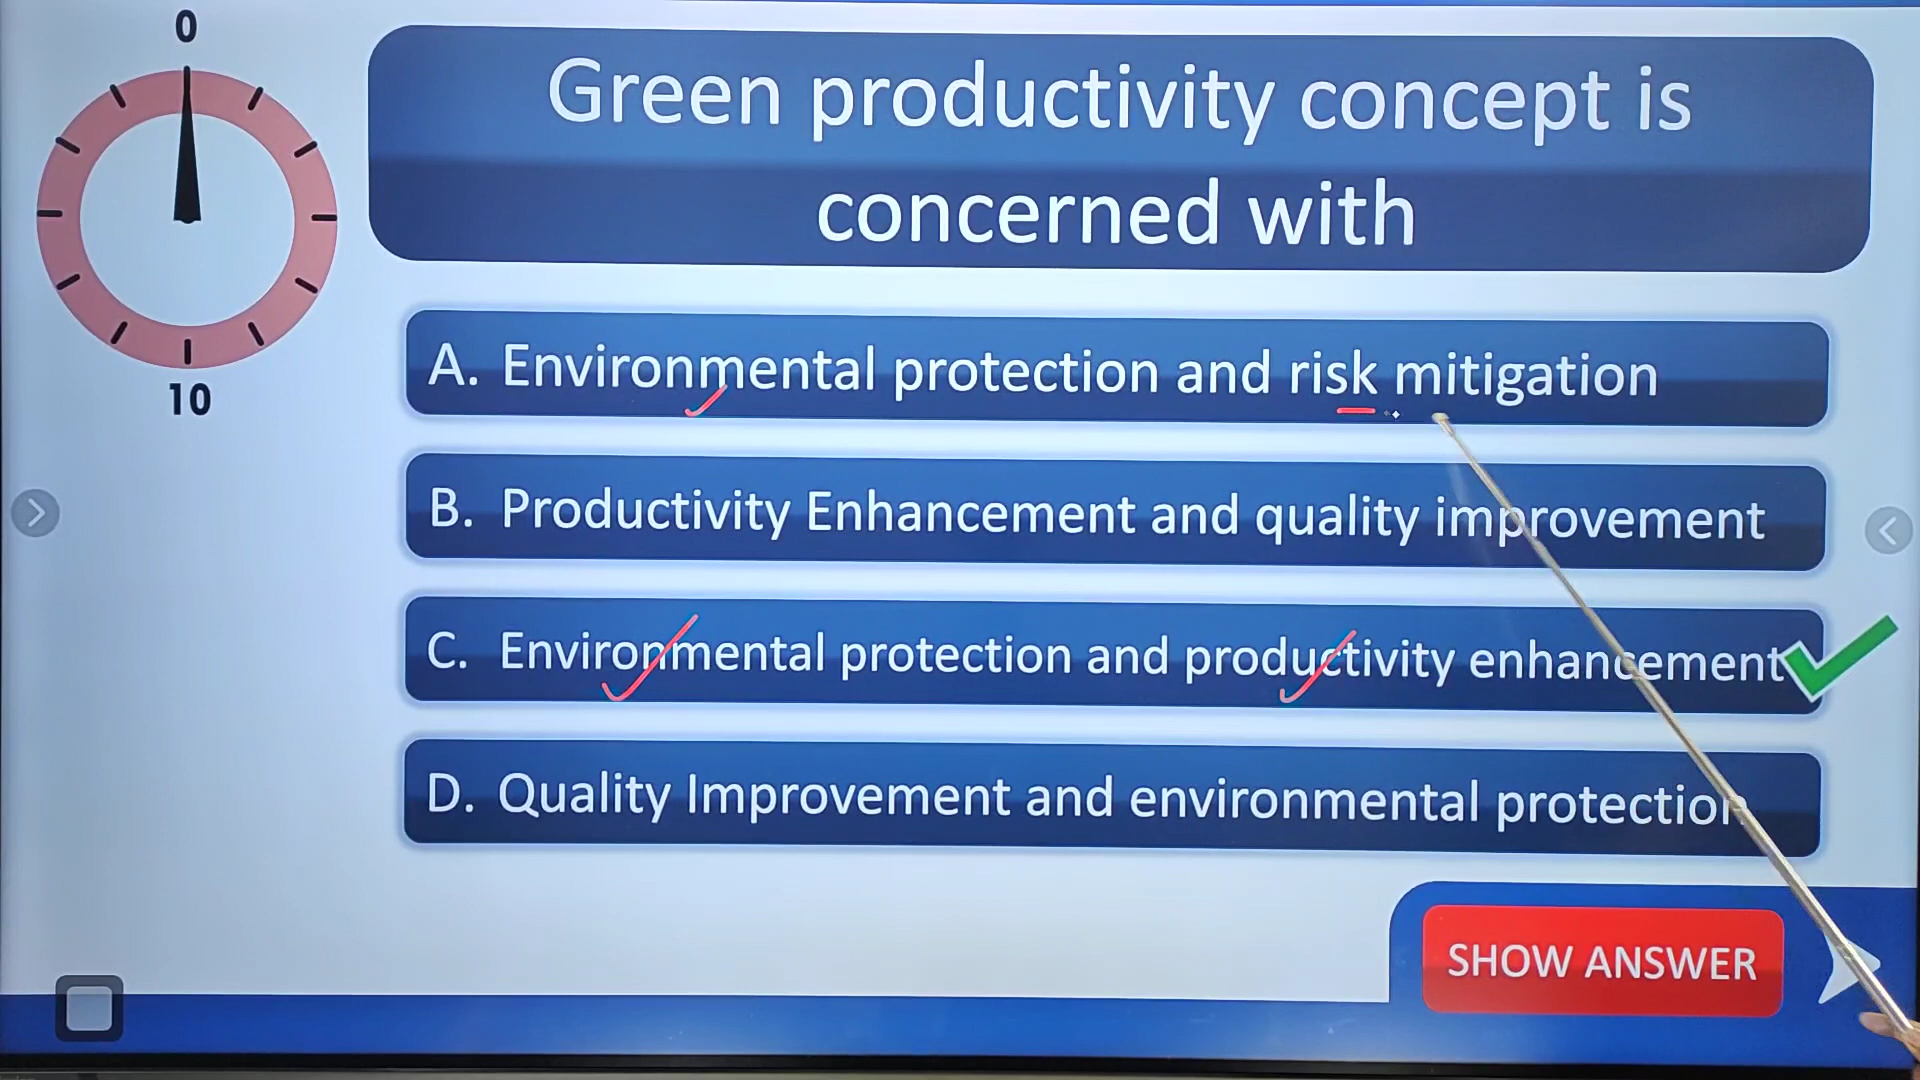 0
10
Green productivity concept is
concerned with
A. Environmental protection and risk mitigation
B. Productivity Enhancement and quality improvement
C. Environmental protection and productivity enhancement
D. Quality Improvement and environmental protection
SHOW ANSWER